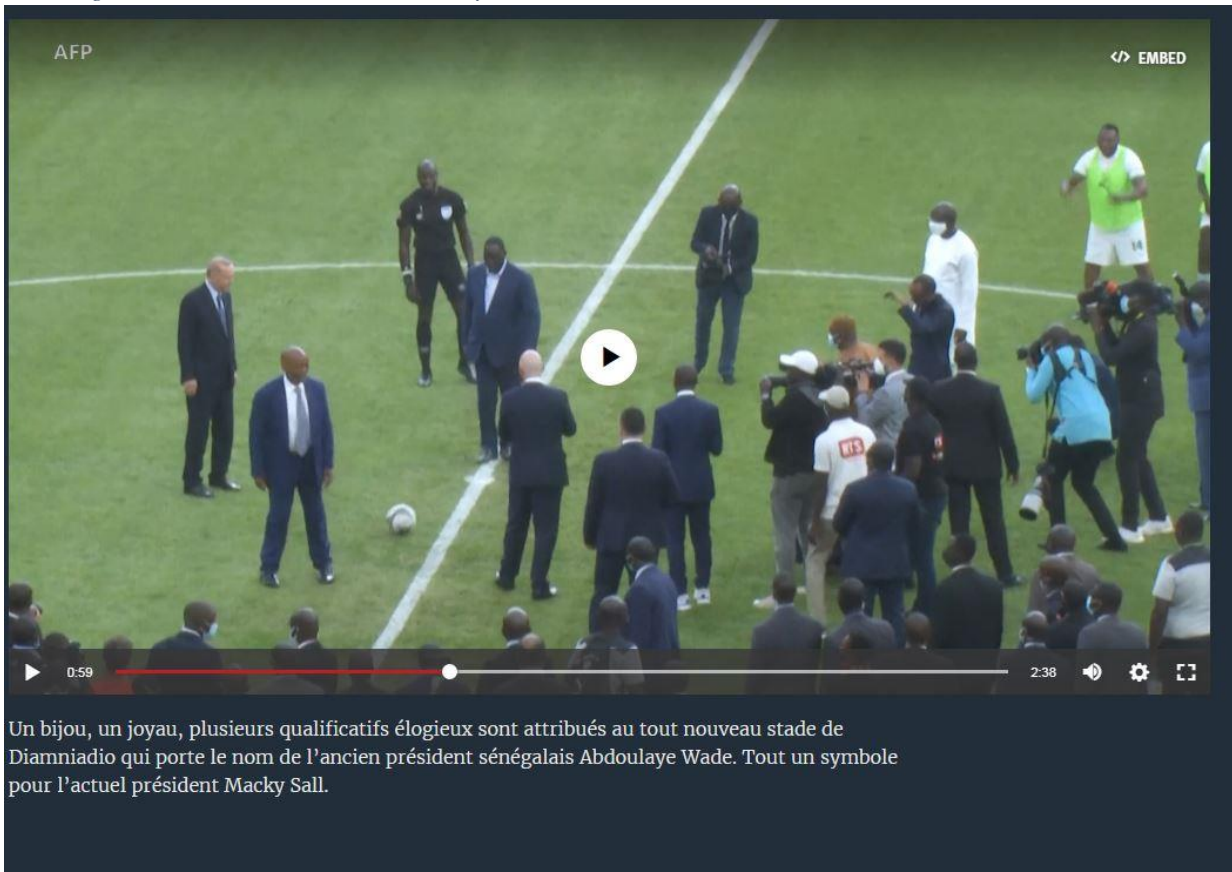 AFP
</> EMBED
14
RTS
0:59
2:38
Un bijou, un joyau, plusieurs qualificatifs élogieux sont attribués au tout nouveau stade de
Diamniadio qui porte le nom de l’ancien président sénégalais Abdoulaye Wade. Tout un symbole
pour l’actuel président Macky Sall.